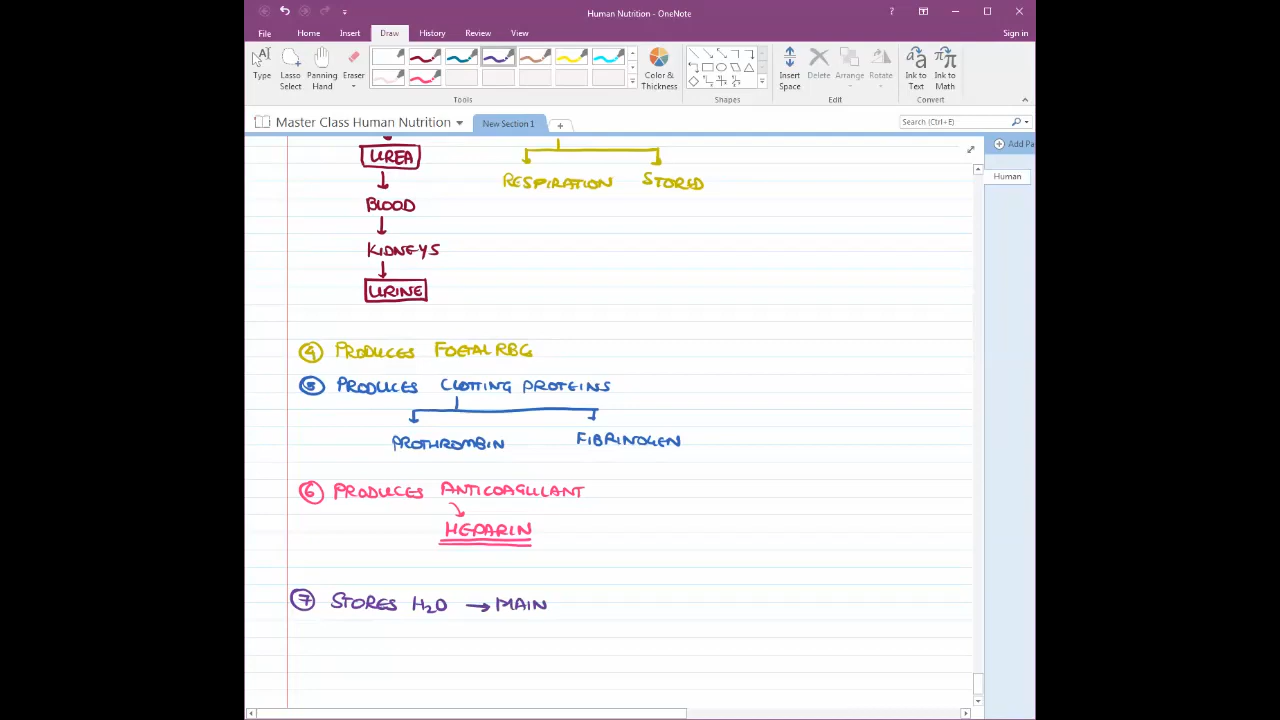 Human Nutrition - OneNote
?
File Home Insert Draw History Review View Sign in
Type Lasso Select Panning Hand Eraser Color & Thickness Insert Space Delete Arrange Rotate Ink to Text Ink to Math
Tools Shapes Edit Convert
Master Class Human Nutrition New Section 1 Search (Ctrl+E)
Add Pa
Human
UREA
RESPIRATION STORED
BLOOD
KIDNEYS
URINE
4 PRODUCES FOETAL RBC
5 PRODUCES CLOTTING PROTEINS
PROTHROMBIN FIBRINOGEN
6 PRODUCES ANTICOAGULANT
HEPARIN
7 STORES H2O → MAIN